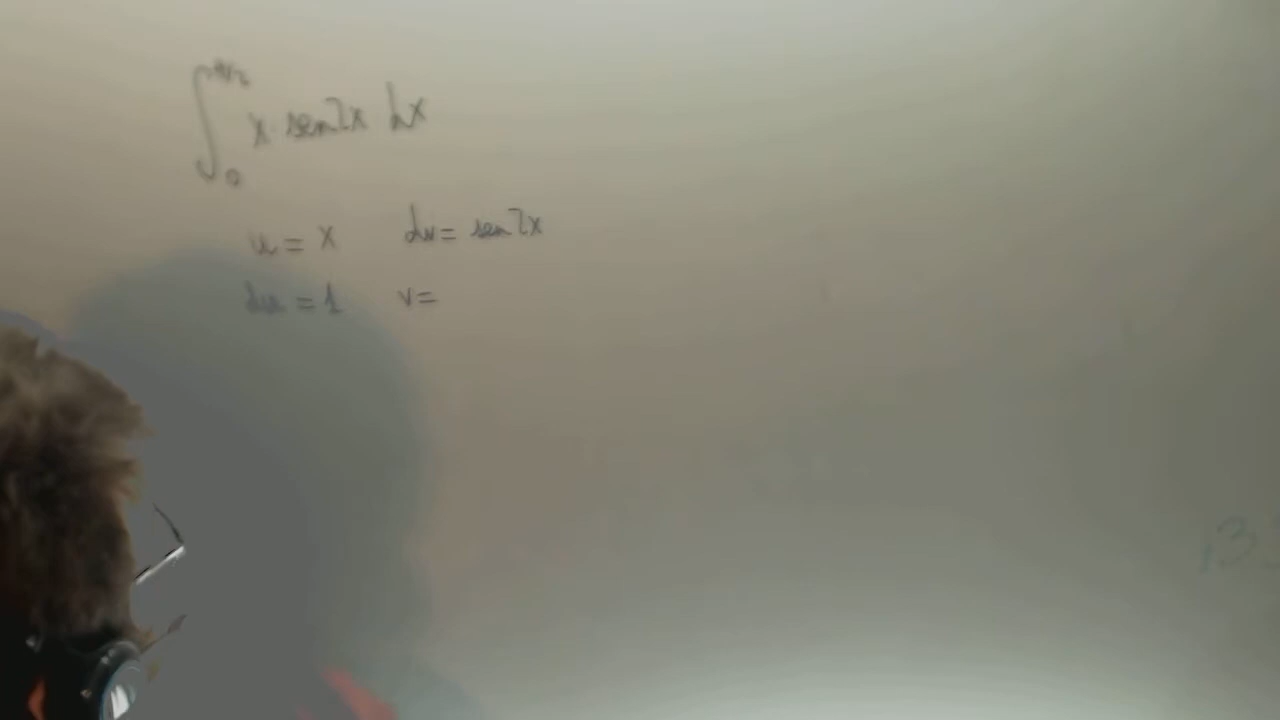 ∫₀^π/2 x sen2x dx
u = x dv = sen2x
du = 1 v =